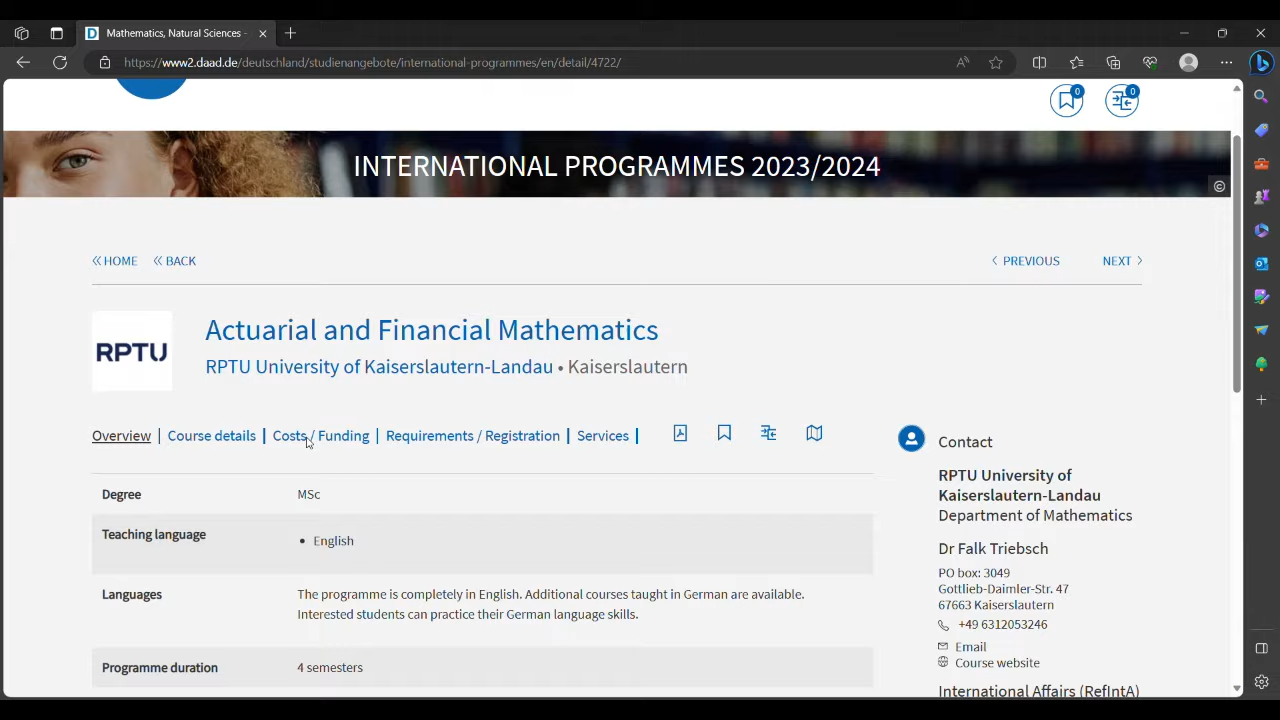 Mathematics, Natural Sciences -
https://www2.daad.de/deutschland/studienangebote/international-programmes/en/detail/4722/
0
0
INTERNATIONAL PROGRAMMES 2023/2024
©
HOME
BACK
PREVIOUS
NEXT
RPTU
Actuarial and Financial Mathematics
RPTU University of Kaiserslautern-Landau • Kaiserslautern
Overview | Course details | Costs / Funding | Requirements / Registration | Services |
Degree
MSc
Teaching language
• English
Languages
The programme is completely in English. Additional courses taught in German are available.
Interested students can practice their German language skills.
Programme duration
4 semesters
Contact
RPTU University of
Kaiserslautern-Landau
Department of Mathematics
Dr Falk Triebsch
PO box: 3049
Gottlieb-Daimler-Str. 47
67663 Kaiserslautern
+49 6312053246
Email
Course website
International Affairs (RefIntA)